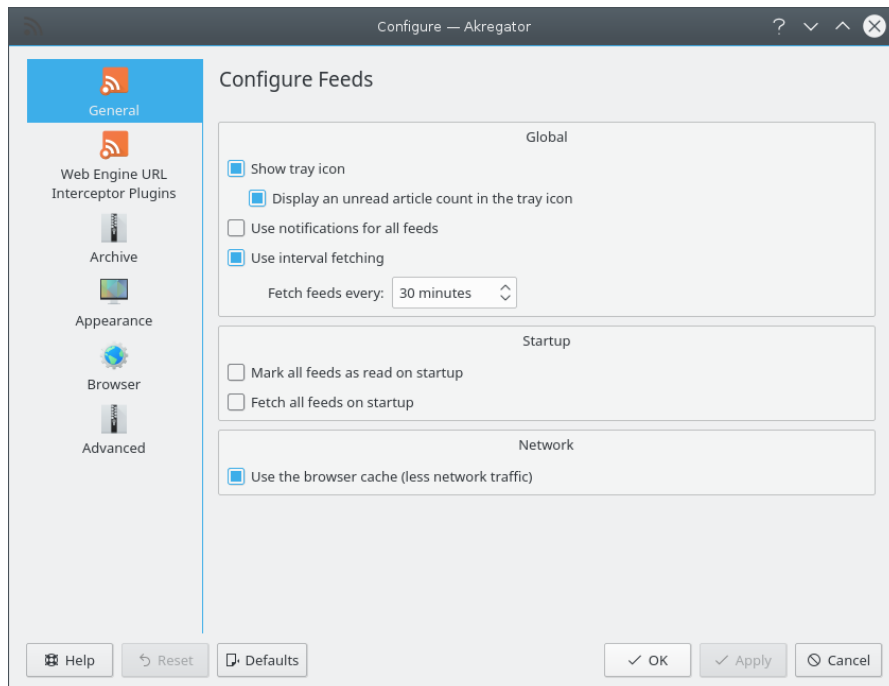 Configure — Akregator
General
Web Engine URL
Interceptor Plugins
Archive
Appearance
Browser
Advanced
Configure Feeds
Global
Show tray icon
Display an unread article count in the tray icon
Use notifications for all feeds
Use interval fetching
Fetch feeds every: 30 minutes
Startup
Mark all feeds as read on startup
Fetch all feeds on startup
Network
Use the browser cache (less network traffic)
Help Reset Defaults OK Apply Cancel